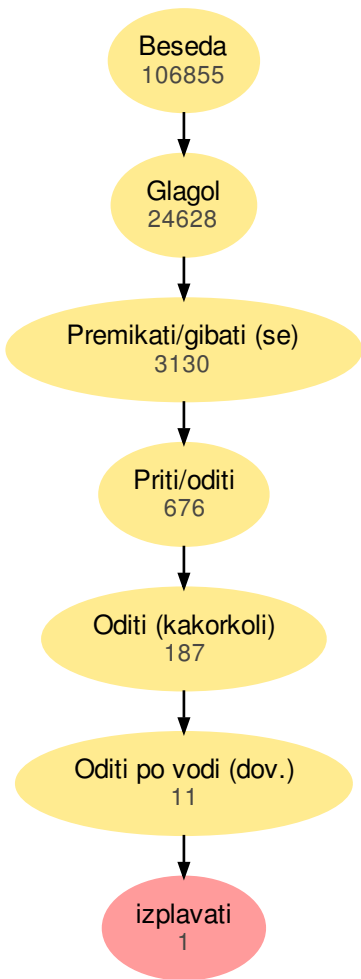 Beseda
106855
Glagol
24628
Premikati/gibati (se)
3130
Priti/oditi
676
Oditi (kakorkoli)
187
Oditi po vodi (dov.)
11
izplavati
1